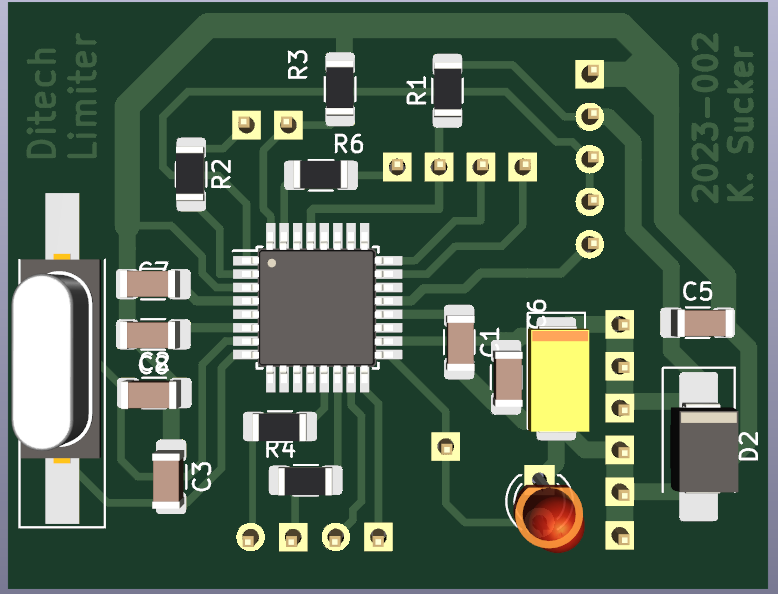 Ditech
Limiter
R3
R1
2023-002
K. Sucker
R6
R2
C7
C6
C5
C1
C8
D2
R4
C3